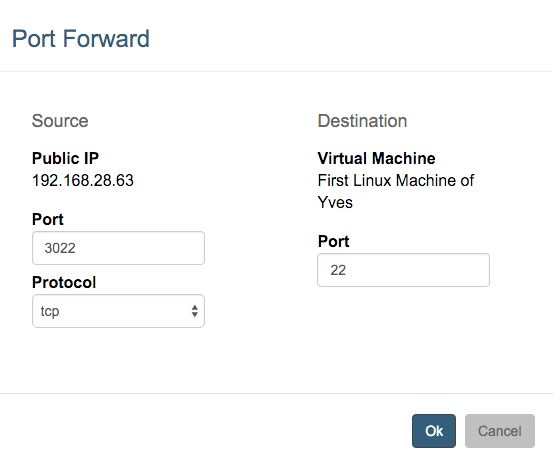 Port Forward
Source
Public IP
192.168.28.63
Port
3022
Protocol
tcp
Destination
Virtual Machine
First Linux Machine of
Yves
Port
22
Ok
Cancel